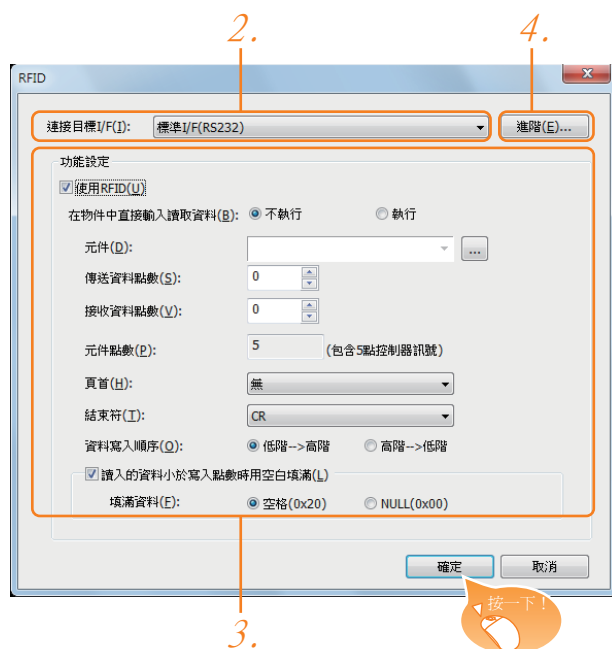 2. 4.
RFID
連接目標I/F(I): 標準I/F(RS232) 進階(E)...
功能設定
使用RFID(U)
在物件中直接輸入讀取資料(B): 不執行 執行
元件(D): ...
傳送資料點數(S): 0
接收資料點數(V): 0
元件點數(P): 5 (包含5點控制器訊號)
頁首(H): 無
結束符(T): CR
資料寫入順序(O): 低階-->高階 高階-->低階
讀入的資料小於寫入點數時用空白填滿(L)
填滿資料(F): 空格(0x20) NULL(0x00)
確定 取消
按一下!
3.